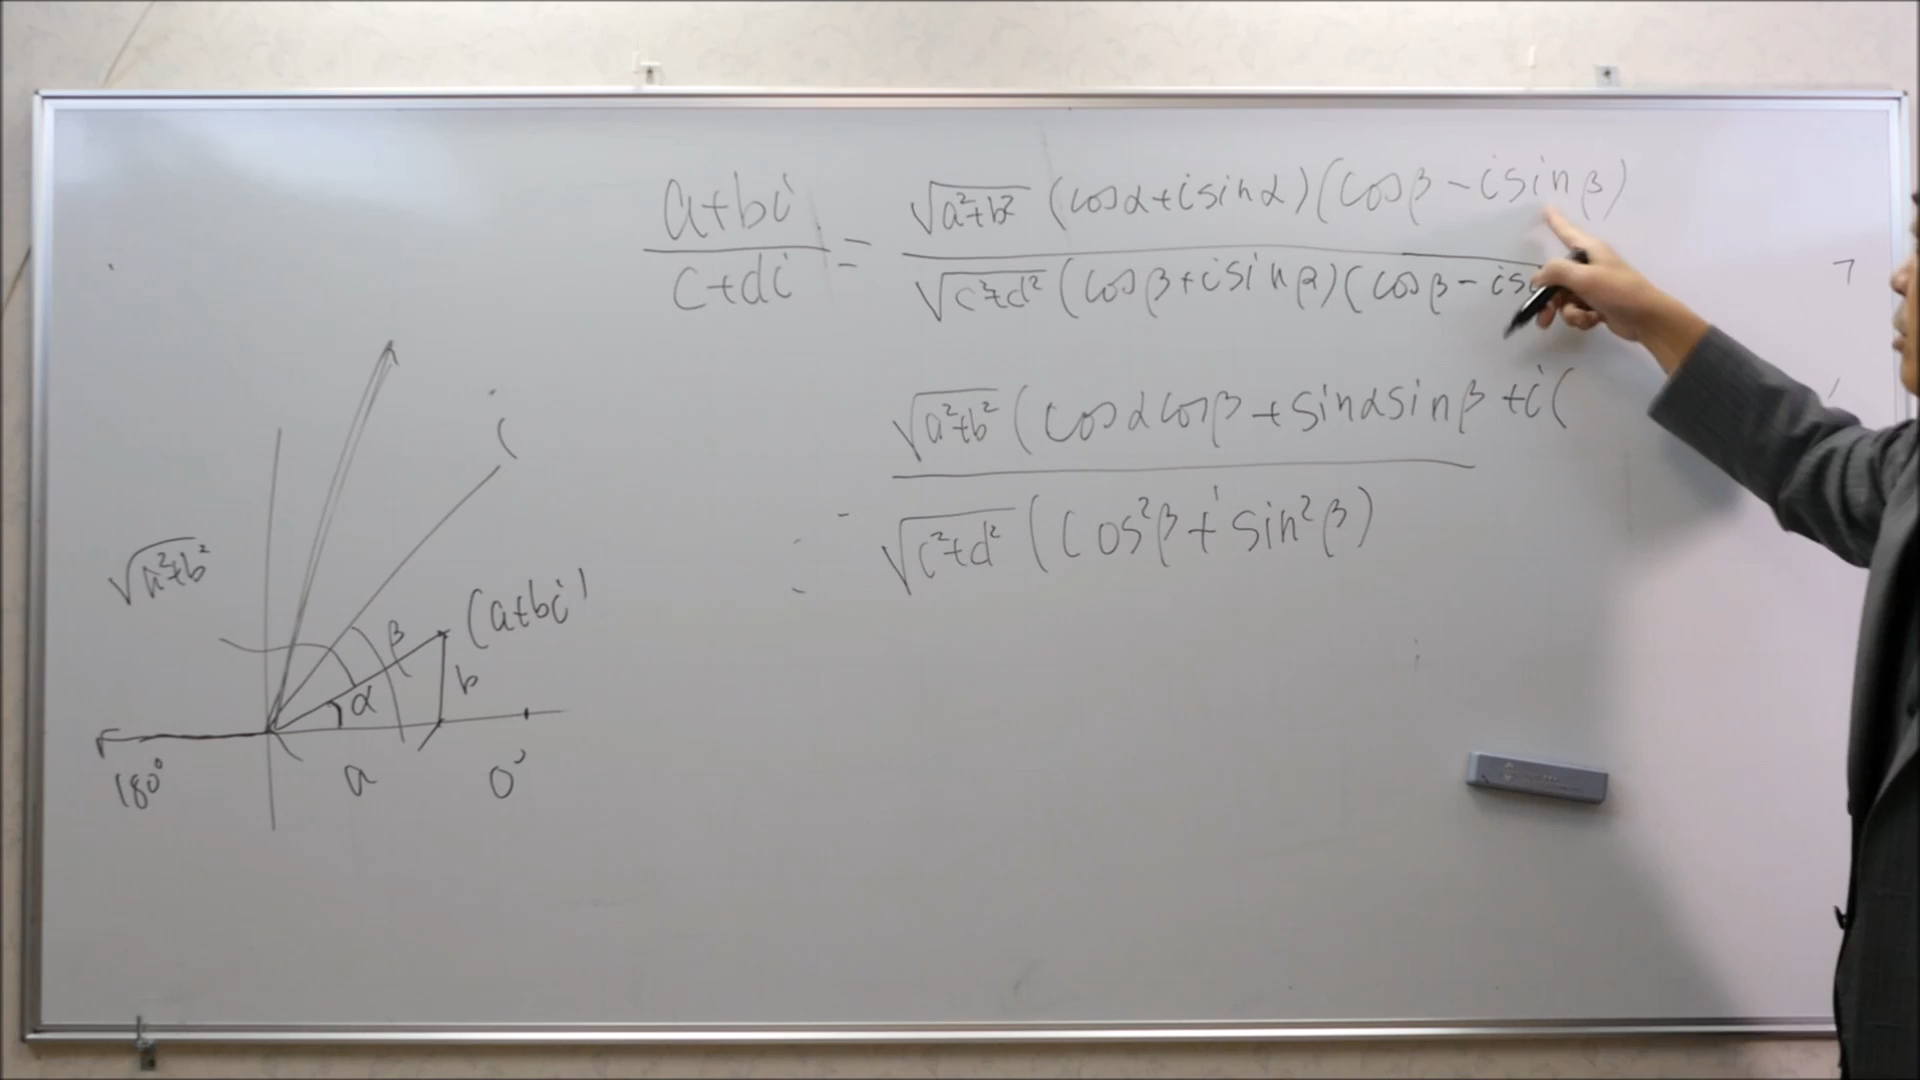 a+bi / c+di = √a²+b² (cosα+isinα)(cosβ-isinβ) / √c²+d² (cosβ+isinβ)(cosβ-is
= √a²+b² (cosαcosβ+sinαsinβ+i( / √c²+d² (cos²β+sin²β)
√a²+b²
(a+bi)
β
α
b
180°
a
0°